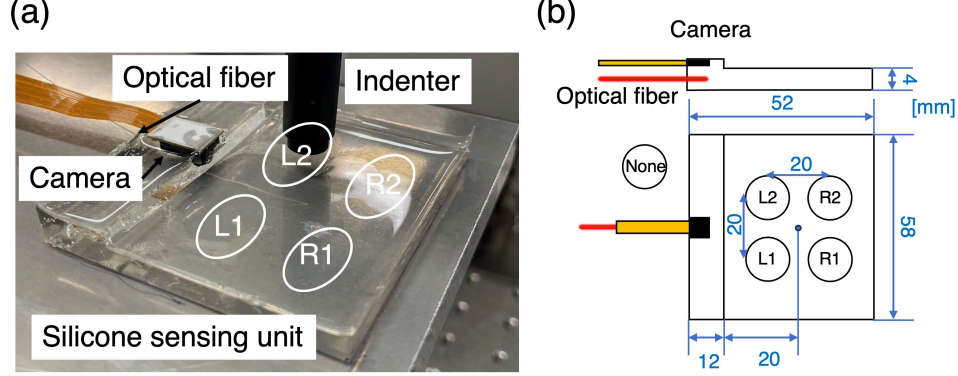 (a)
Optical fiber
Indenter
Camera
L2
R2
L1
R1
Silicone sensing unit
(b)
Camera
Optical fiber
4
[mm]
52
None
20
L2
R2
20
58
L1
R1
12
20